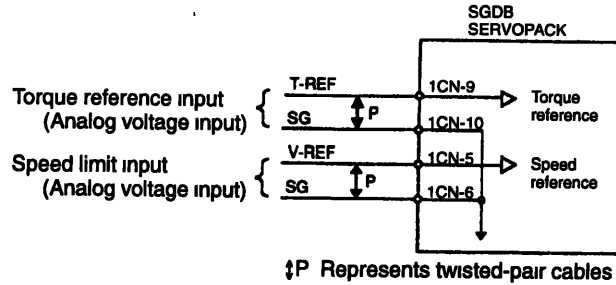 SGDB
SERVOPACK
Torque reference input
(Analog voltage input)
T-REF
P
SG
1CN-9
Torque
reference
1CN-10
Speed limit input
(Analog voltage input)
V-REF
P
SG
1CN-5
Speed
reference
1CN-6
P Represents twisted-pair cables